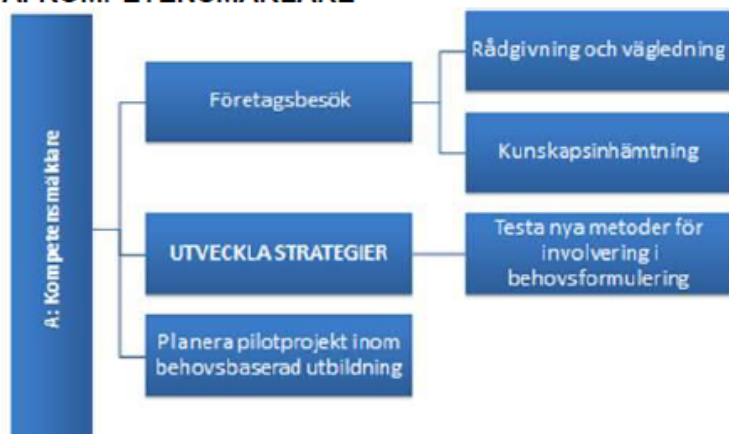 A: Kompetensmäklare
Företagsbesök
Rådgivning och vägledning
Kunskapsinhämtning
UTVECKLA STRATEGIER
Testa nya metoder för
involvering i
behovsformulering
Planera pilotprojekt inom
behovsbaserad utbildning